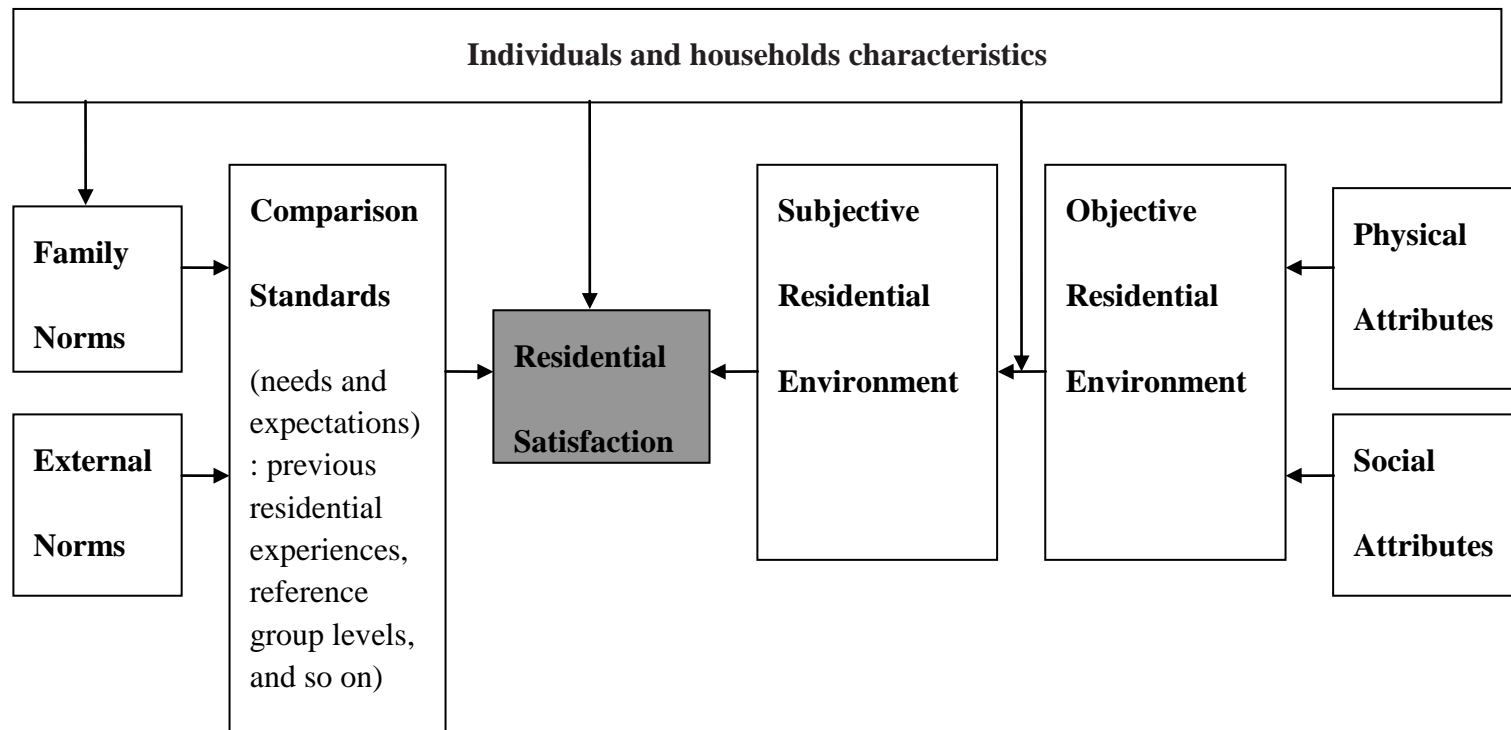 Individuals and households characteristics
Family
Norms
External
Norms
Comparison
Standards
(needs and
expectations)
: previous
residential
experiences,
reference
group levels,
and so on)
Residential
Satisfaction
Subjective
Residential
Environment
Objective
Residential
Environment
Physical
Attributes
Social
Attributes